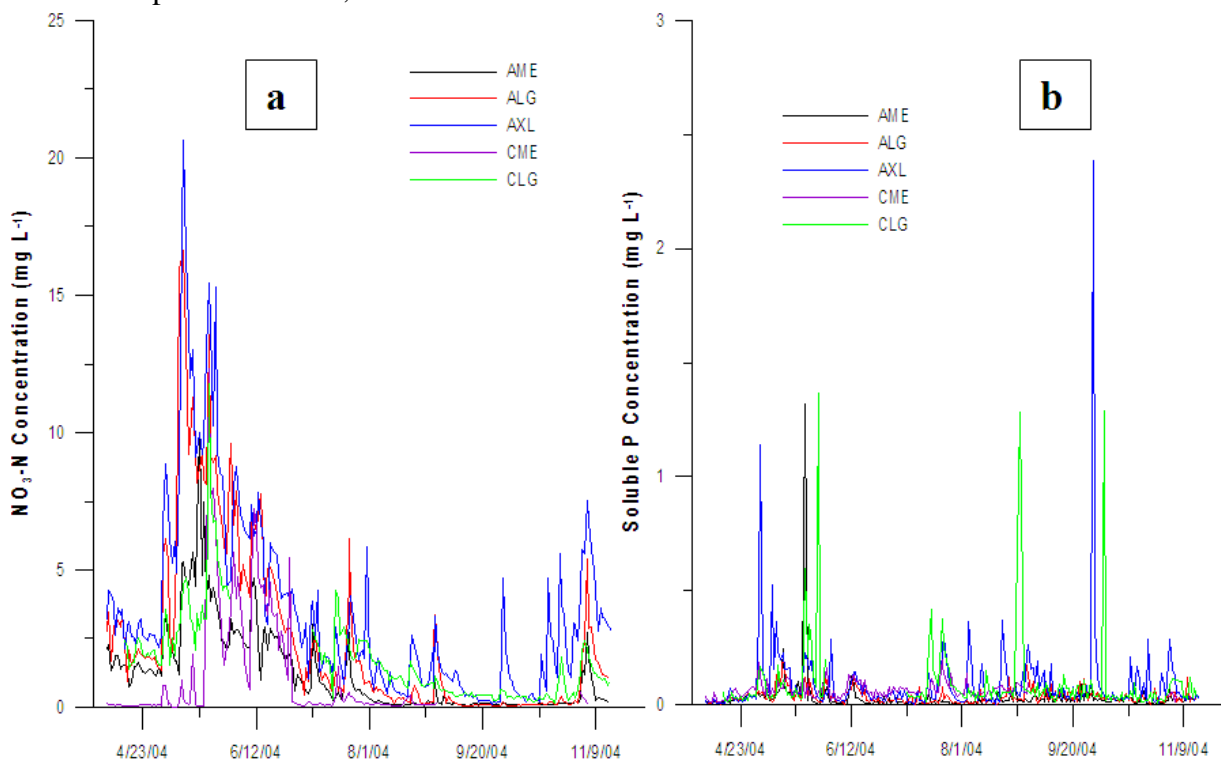 25
20
15
10
5
0
NO₃-N Concentration (mg L⁻¹)
a
AME
ALG
AXL
CME
CLG
4/23/04 6/12/04 8/1/04 9/20/04 11/9/04
3
2
1
0
Soluble P Concentration (mg L⁻¹)
b
AME
ALG
AXL
CME
CLG
4/23/04 6/12/04 8/1/04 9/20/04 11/9/04